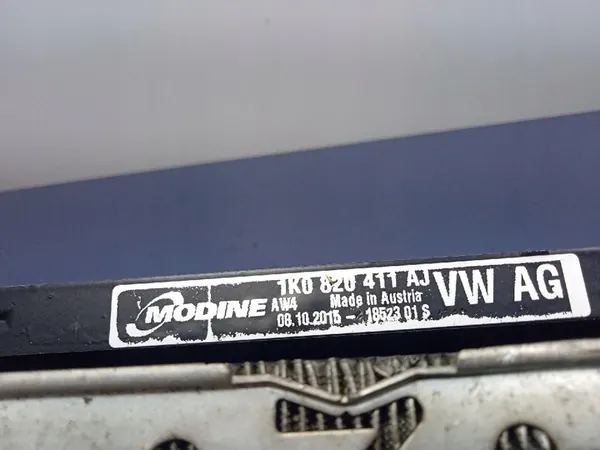 1K0 820 411 AJ
MODINE AW4 Made in Austria VW AG
08.10.2015 - 18523 01 S